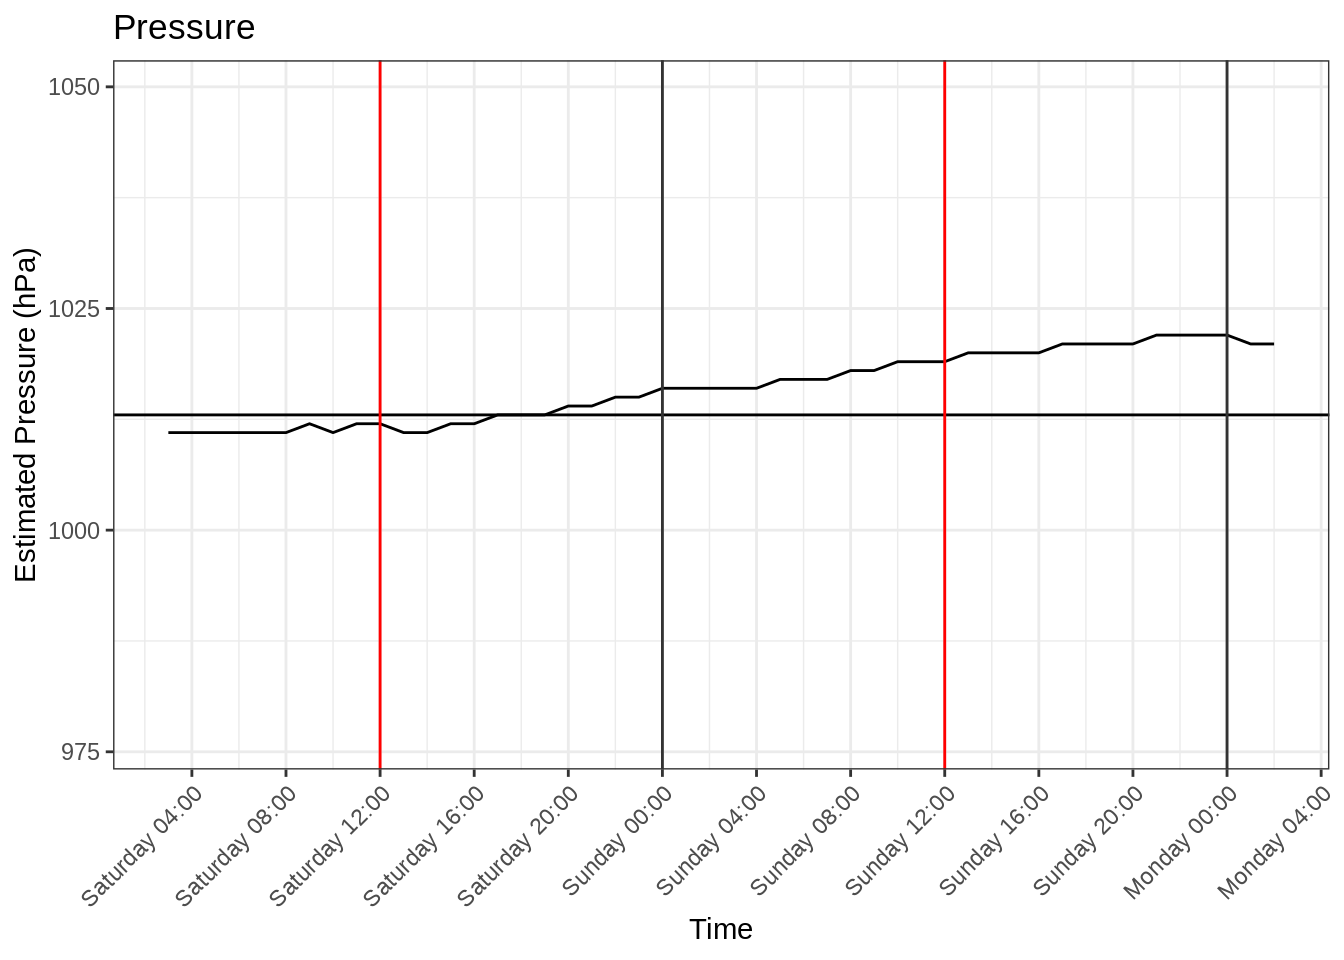 Pressure
Estimated Pressure (hPa)
1050
1025
1000
975
Saturday 04:00
Saturday 08:00
Saturday 12:00
Saturday 16:00
Saturday 20:00
Sunday 00:00
Sunday 04:00
Sunday 08:00
Sunday 12:00
Sunday 16:00
Sunday 20:00
Monday 00:00
Monday 04:00
Time